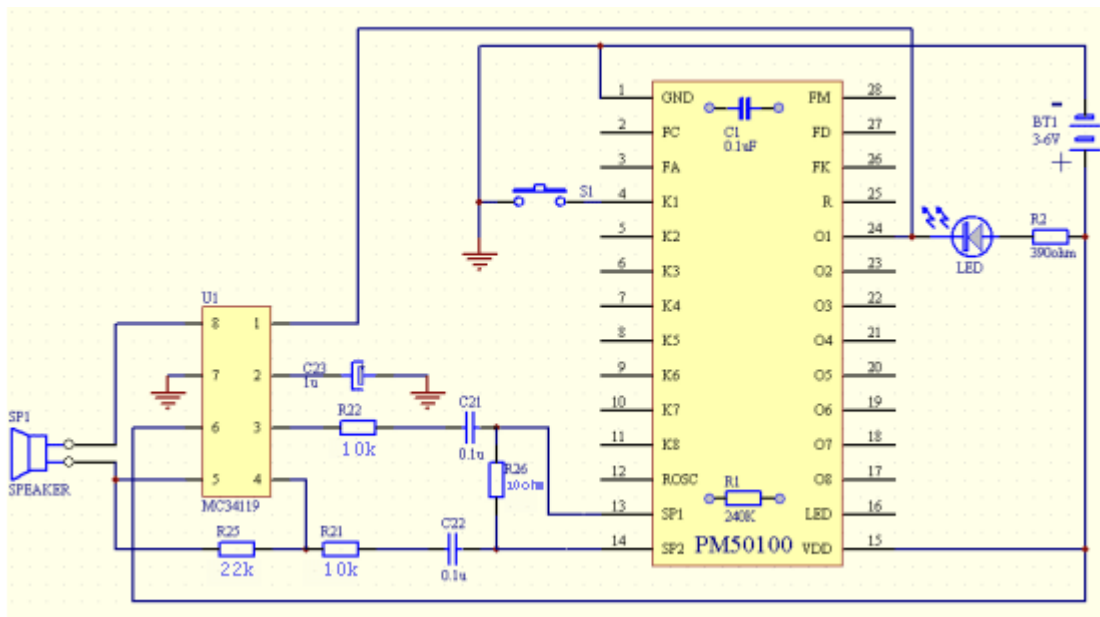 1 GND
2 FC
3 FA
4 K1
5 K2
6 K3
7 K4
8 K5
9 K6
10 K7
11 K8
12 ROSC
13 SP1
14 SP2
PM50100
C1
0.1uF
R1
240K
FM 28
FD 27
FK 26
R 25
O1 24
O2 23
O3 22
O4 21
O5 20
O6 19
O7 18
O8 17
LED 16
VDD 15
-
BT1
3-6V
+
R2
390ohm
LED
S1
U1
8 1
7 2
6 3
5 4
MC34119
C23
1u
R22
10k
C21
0.1u
R26
10ohm
SP1
SPEAKER
R25
22k
R21
10k
C22
0.1u